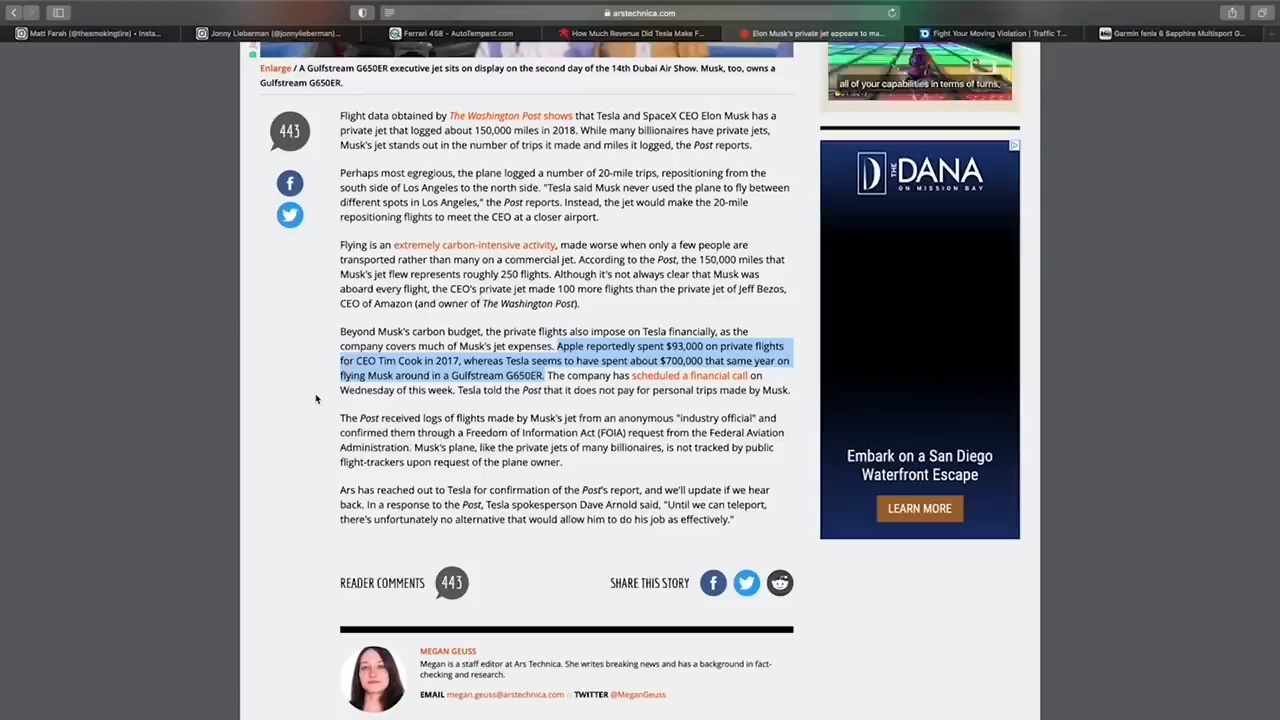 arstechnica.com
Matt Farah (@thesmokingtire) • Insta...
Jonny Lieberman (@jonnylieberman)...
Ferrari 458 - AutoTempest.com
How Much Revenue Did Tesla Make F...
Elon Musk's private jet appears to ma...
Fight Your Moving Violation | Traffic T...
Garmin fenix 6 Sapphire Multisport G...
Enlarge / A Gulfstream G650ER executive jet sits on display on the second day of the 14th Dubai Air Show. Musk, too, owns a
Gulfstream G650ER.
all of your capabilities in terms of turns,
443
Flight data obtained by The Washington Post shows that Tesla and SpaceX CEO Elon Musk has a
private jet that logged about 150,000 miles in 2018. While many billionaires have private jets,
Musk's jet stands out in the number of trips it made and miles it logged, the Post reports.
Perhaps most egregious, the plane logged a number of 20-mile trips, repositioning from the
south side of Los Angeles to the north side. "Tesla said Musk never used the plane to fly between
different spots in Los Angeles," the Post reports. Instead, the jet would make the 20-mile
repositioning flights to meet the CEO at a closer airport.
Flying is an extremely carbon-intensive activity, made worse when only a few people are
transported rather than many on a commercial jet. According to the Post, the 150,000 miles that
Musk's jet flew represents roughly 250 flights. Although it's not always clear that Musk was
aboard every flight, the CEO's private jet made 100 more flights than the private jet of Jeff Bezos,
CEO of Amazon (and owner of The Washington Post).
Beyond Musk's carbon budget, the private flights also impose on Tesla financially, as the
company covers much of Musk's jet expenses. Apple reportedly spent $93,000 on private flights
for CEO Tim Cook in 2017, whereas Tesla seems to have spent about $700,000 that same year on
flying Musk around in a Gulfstream G650ER. The company has scheduled a financial call on
Wednesday of this week. Tesla told the Post that it does not pay for personal trips made by Musk.
The Post received logs of flights made by Musk's jet from an anonymous "industry official" and
confirmed them through a Freedom of Information Act (FOIA) request from the Federal Aviation
Administration. Musk's plane, like the private jets of many billionaires, is not tracked by public
flight-trackers upon request of the plane owner.
Ars has reached out to Tesla for confirmation of the Post's report, and we'll update if we hear
back. In a response to the Post, Tesla spokesperson Dave Arnold said, "Until we can teleport,
there's unfortunately no alternative that would allow him to do his job as effectively."
THE DANA
ON MISSION BAY
Embark on a San Diego
Waterfront Escape
LEARN MORE
READER COMMENTS 443
SHARE THIS STORY
MEGAN GEUSS
Megan is a staff editor at Ars Technica. She writes breaking news and has a background in fact-
checking and research.
EMAIL megan.geuss@arstechnica.com // TWITTER @MeganGeuss